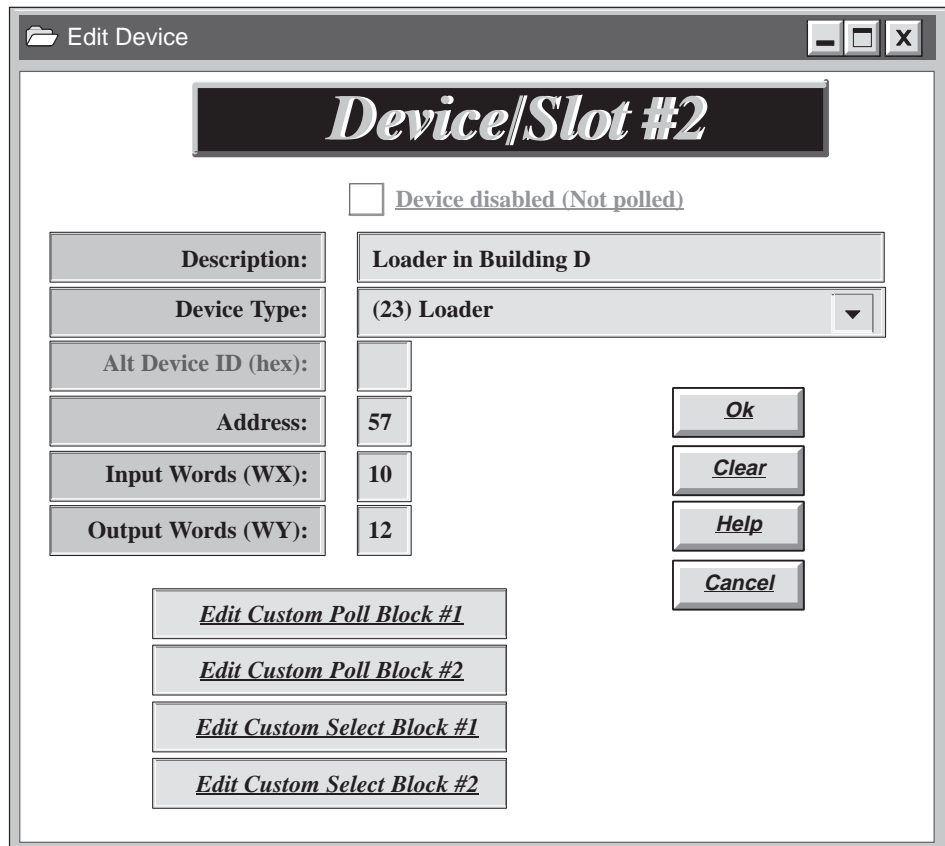 Edit Device
Device/Slot #2
Device disabled (Not polled)
Description: Loader in Building D
Device Type: (23) Loader
Alt Device ID (hex):
Address: 57
Input Words (WX): 10
Output Words (WY): 12
Ok
Clear
Help
Cancel
Edit Custom Poll Block #1
Edit Custom Poll Block #2
Edit Custom Select Block #1
Edit Custom Select Block #2